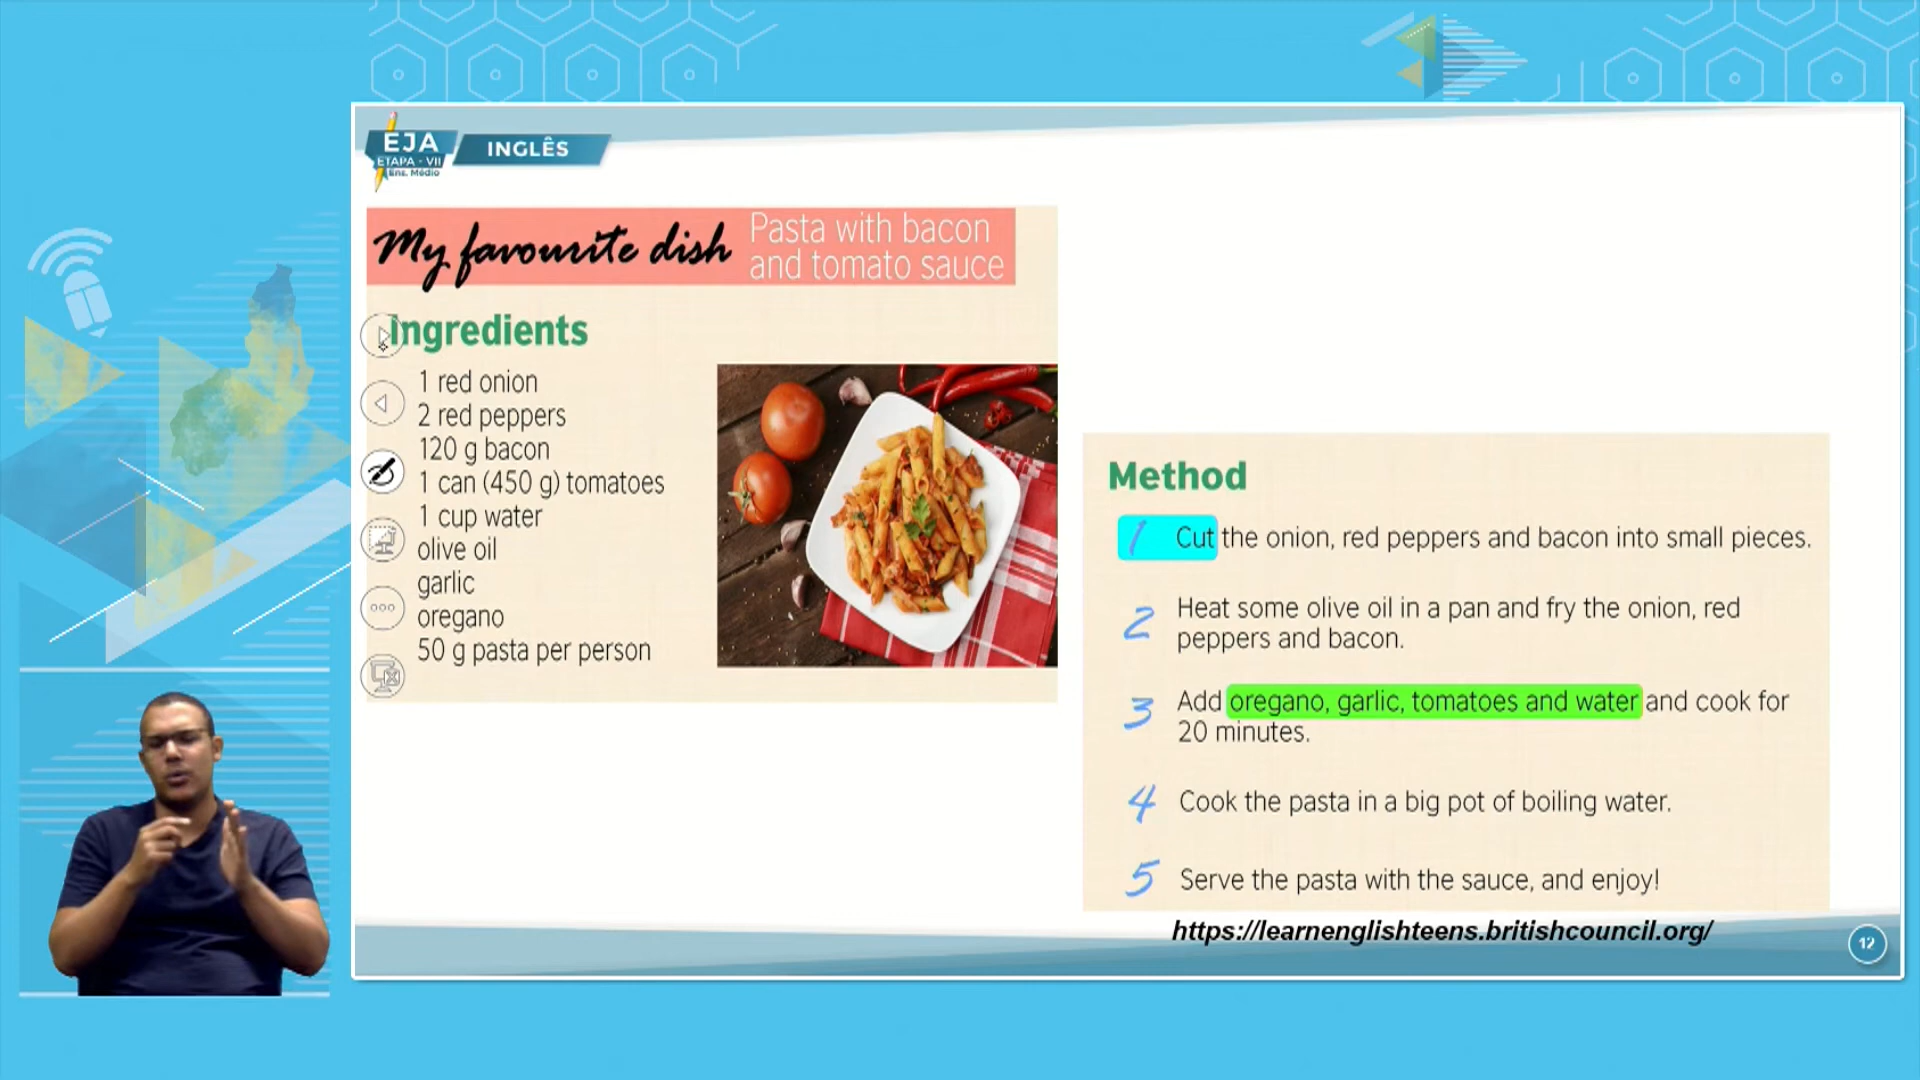 EJA
ETAPA - VII
Ens. Médio
INGLÊS
My favourite dish
Pasta with bacon
and tomato sauce
Ingredients
1 red onion
2 red peppers
120 g bacon
1 can (450 g) tomatoes
1 cup water
olive oil
garlic
oregano
50 g pasta per person
Method
1 Cut the onion, red peppers and bacon into small pieces.
2 Heat some olive oil in a pan and fry the onion, red
peppers and bacon.
3 Add oregano, garlic, tomatoes and water and cook for
20 minutes.
4 Cook the pasta in a big pot of boiling water.
5 Serve the pasta with the sauce, and enjoy!
https://learnenglishteens.britishcouncil.org/
12